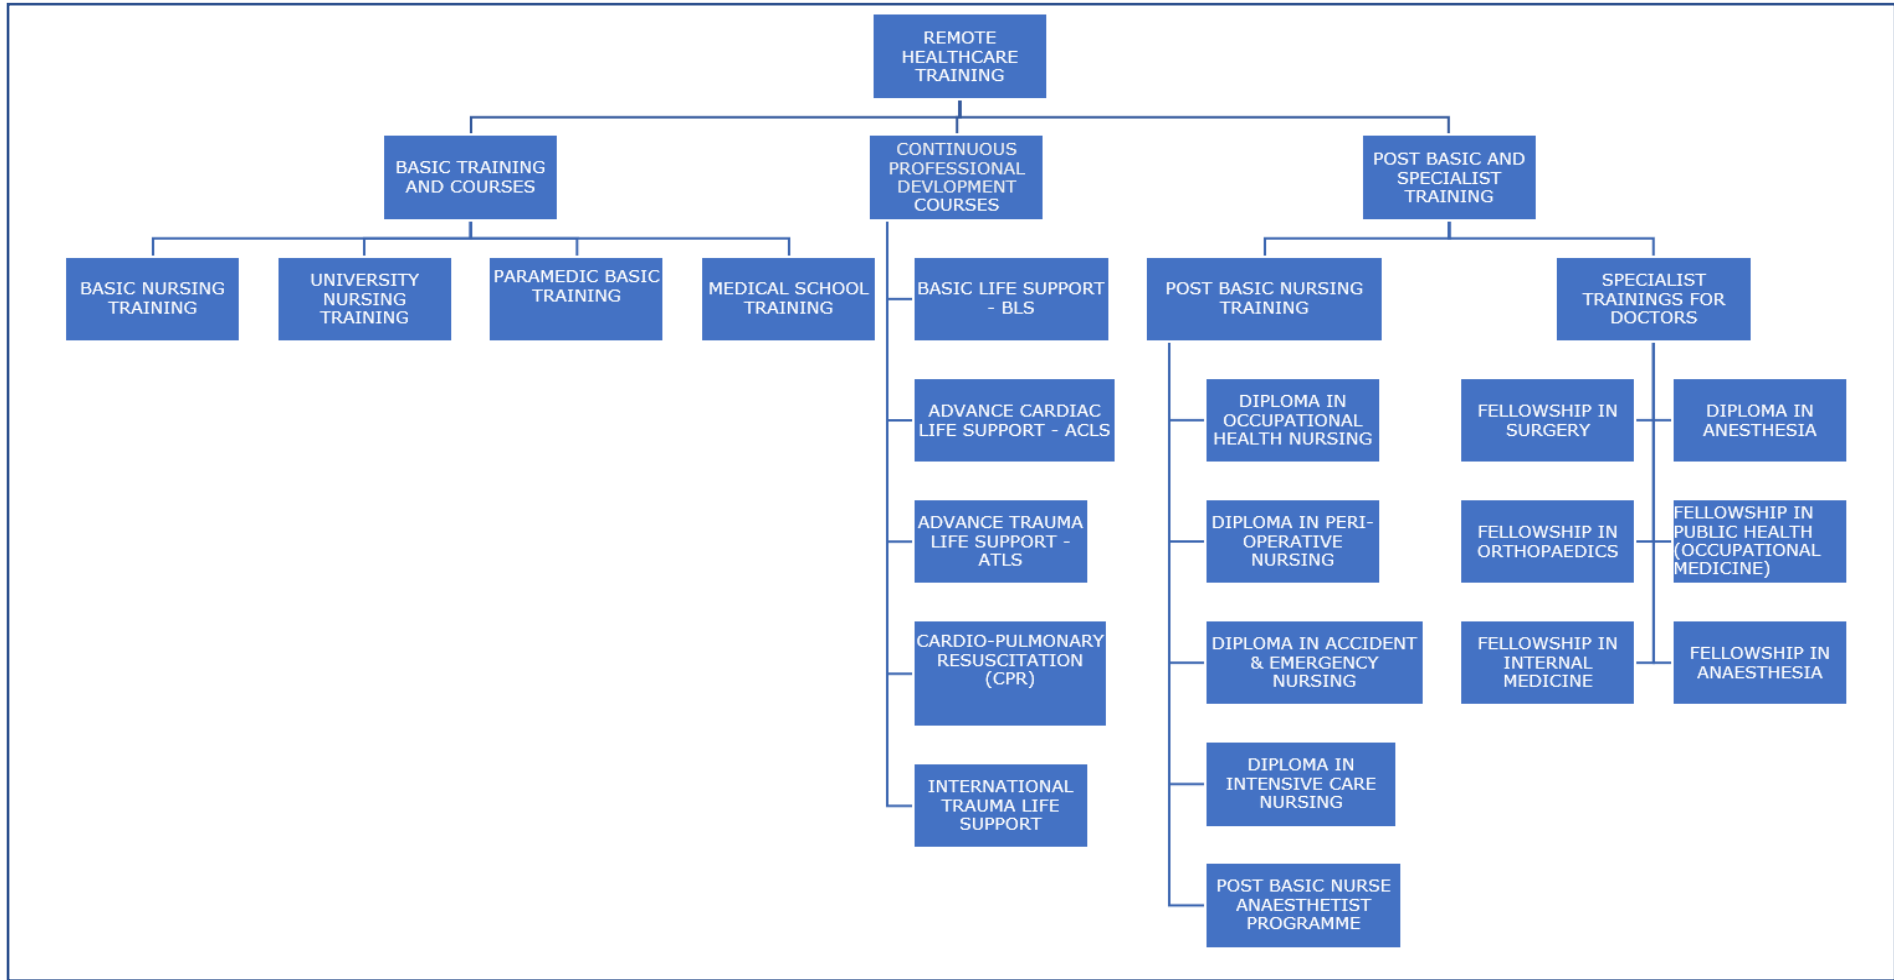 REMOTE
HEALTHCARE
TRAINING
BASIC TRAINING
AND COURSES
CONTINUOUS
PROFESSIONAL
DEVLOPMENT
COURSES
POST BASIC AND
SPECIALIST
TRAINING
BASIC NURSING
TRAINING
UNIVERSITY
NURSING
TRAINING
PARAMEDIC BASIC
TRAINING
MEDICAL SCHOOL
TRAINING
BASIC LIFE SUPPORT
- BLS
ADVANCE CARDIAC
LIFE SUPPORT - ACLS
ADVANCE TRAUMA
LIFE SUPPORT -
ATLS
CARDIO-PULMONARY
RESUSCITATION
(CPR)
INTERNATIONAL
TRAUMA LIFE
SUPPORT
POST BASIC NURSING
TRAINING
DIPLOMA IN
OCCUPATIONAL
HEALTH NURSING
DIPLOMA IN PERI-
OPERATIVE
NURSING
DIPLOMA IN ACCIDENT
& EMERGENCY
NURSING
DIPLOMA IN
INTENSIVE CARE
NURSING
POST BASIC NURSE
ANAESTHETIST
PROGRAMME
SPECIALIST
TRAININGS FOR
DOCTORS
FELLOWSHIP IN
SURGERY
DIPLOMA IN
ANESTHESIA
FELLOWSHIP IN
ORTHOPAEDICS
FELLOWSHIP IN
PUBLIC HEALTH
(OCCUPATIONAL
MEDICINE)
FELLOWSHIP IN
INTERNAL
MEDICINE
FELLOWSHIP IN
ANAESTHESIA